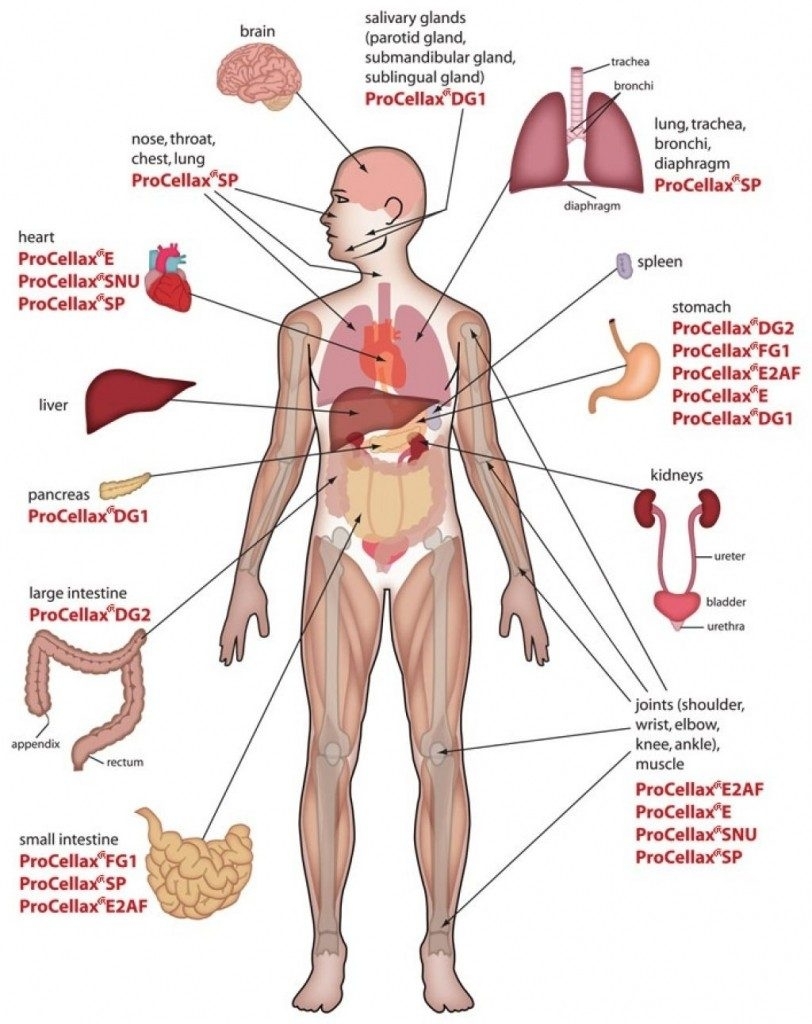 brain
salivary glands
(parotid gland,
submandibular gland,
sublingual gland)
ProCellax®DG1
trachea
bronchi
lung, trachea,
bronchi,
diaphragm
ProCellax®SP
diaphragm
nose, throat,
chest, lung
ProCellax®SP
heart
ProCellax®E
ProCellax®SNU
ProCellax®SP
spleen
stomach
ProCellax®DG2
ProCellax®FG1
ProCellax®E2AF
ProCellax®E
ProCellax®DG1
liver
kidneys
ureter
bladder
urethra
pancreas
ProCellax®DG1
large intestine
ProCellax®DG2
appendix
rectum
joints (shoulder,
wrist, elbow,
knee, ankle),
muscle
ProCellax®E2AF
ProCellax®E
ProCellax®SNU
ProCellax®SP
small intestine
ProCellax®FG1
ProCellax®SP
ProCellax®E2AF